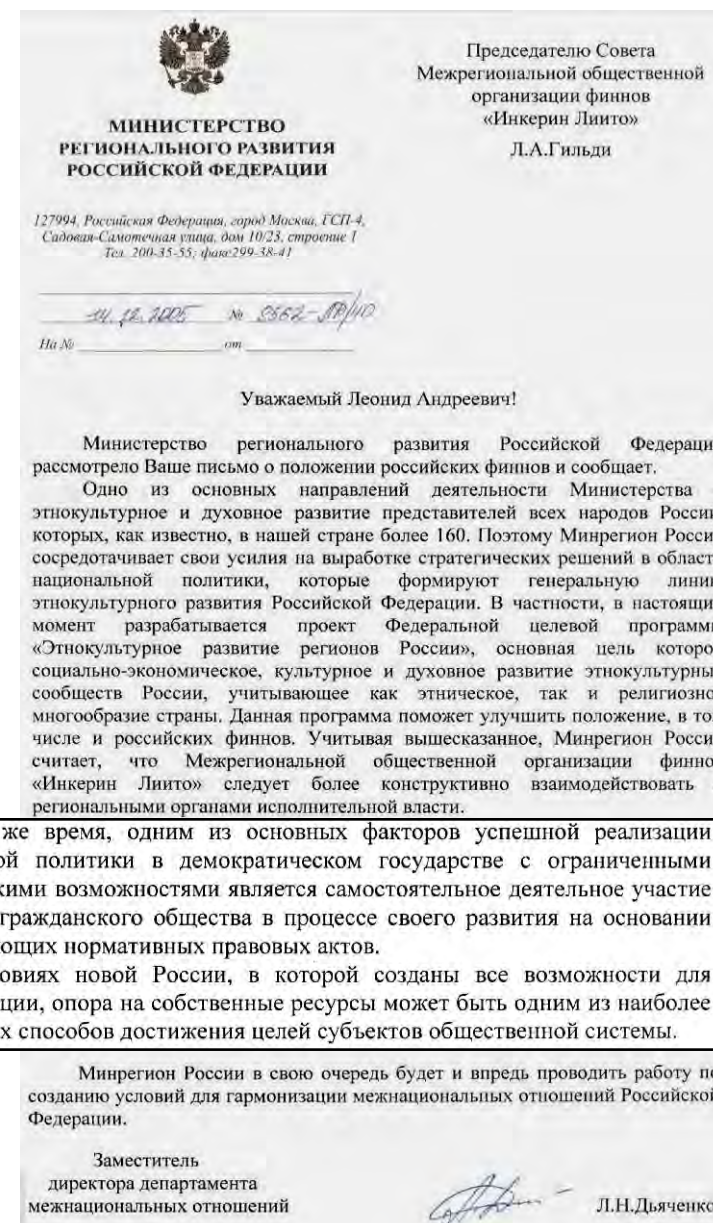 МИНИСТЕРСТВО
РЕГИОНАЛЬНОГО РАЗВИТИЯ
РОССИЙСКОЙ ФЕДЕРАЦИИ
127994, Российская Федерация, город Москва, ГСП-4,
Садовая-Самотечная улица, дом 10/23, строение 1
Тел. 200-35-55; факс 299-38-41
14.12.2005 №
На № от
Председателю Совета
Межрегиональной общественной
организации финнов
«Инкерин Лиито»
Л.А.Гильди
Уважаемый Леонид Андреевич!
Министерство регионального развития Российской Федераци
рассмотрело Ваше письмо о положении российских финнов и сообщает.
Одно из основных направлений деятельности Министерства
этнокультурное и духовное развитие представителей всех народов России
которых, как известно, в нашей стране более 160. Поэтому Минрегион Росси
сосредотачивает свои усилия на выработке стратегических решений в област
национальной политики, которые формируют генеральную лини
этнокультурного развития Российской Федерации. В частности, в настоящи
момент разрабатывается проект Федеральной целевой программ
«Этнокультурное развитие регионов России», основная цель которо
социально-экономическое, культурное и духовное развитие этнокультурны
сообществ России, учитывающее как этническое, так и религиозно
многообразие страны. Данная программа поможет улучшить положение, в то
числе и российских финнов. Учитывая вышесказанное, Минрегион Росси
считает, что Межрегиональной общественной организации финно
«Инкерин Лиито» следует более конструктивно взаимодействовать
региональными органами исполнительной власти.
же время, одним из основных факторов успешной реализации
ой политики в демократическом государстве с ограниченными
кими возможностями является самостоятельное деятельное участие
гражданского общества в процессе своего развития на основании
ющих нормативных правовых актов.
овиях новой России, в которой созданы все возможности для
ции, опора на собственные ресурсы может быть одним из наиболее
х способов достижения целей субъектов общественной системы.
Минрегион России в свою очередь будет и впредь проводить работу по
созданию условий для гармонизации межнациональных отношений Российской
Федерации.
Заместитель
директора департамента
межнациональных отношений
Л.Н.Дьяченко